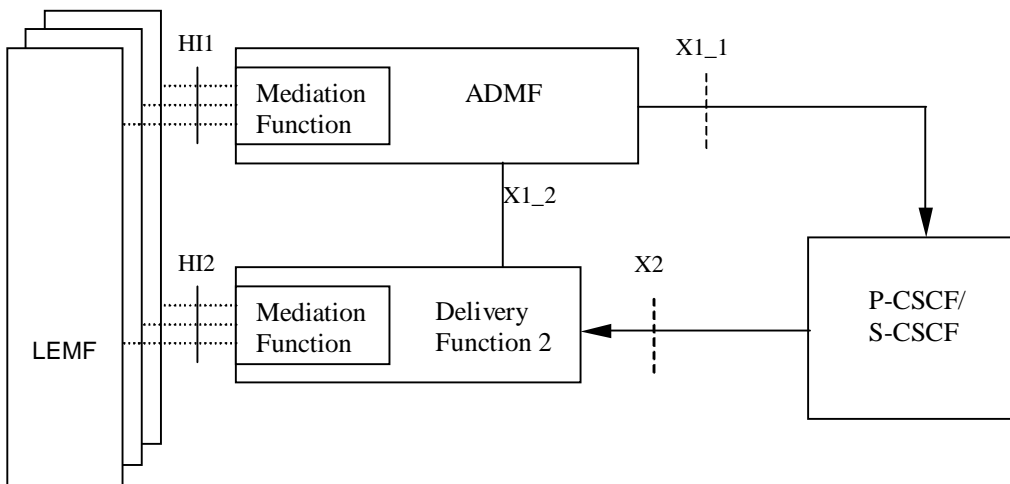 HI1
X1_1
Mediation
Function
ADMF
X1_2
HI2
X2
Mediation
Function
Delivery
Function 2
P-CSCF/
S-CSCF
LEMF